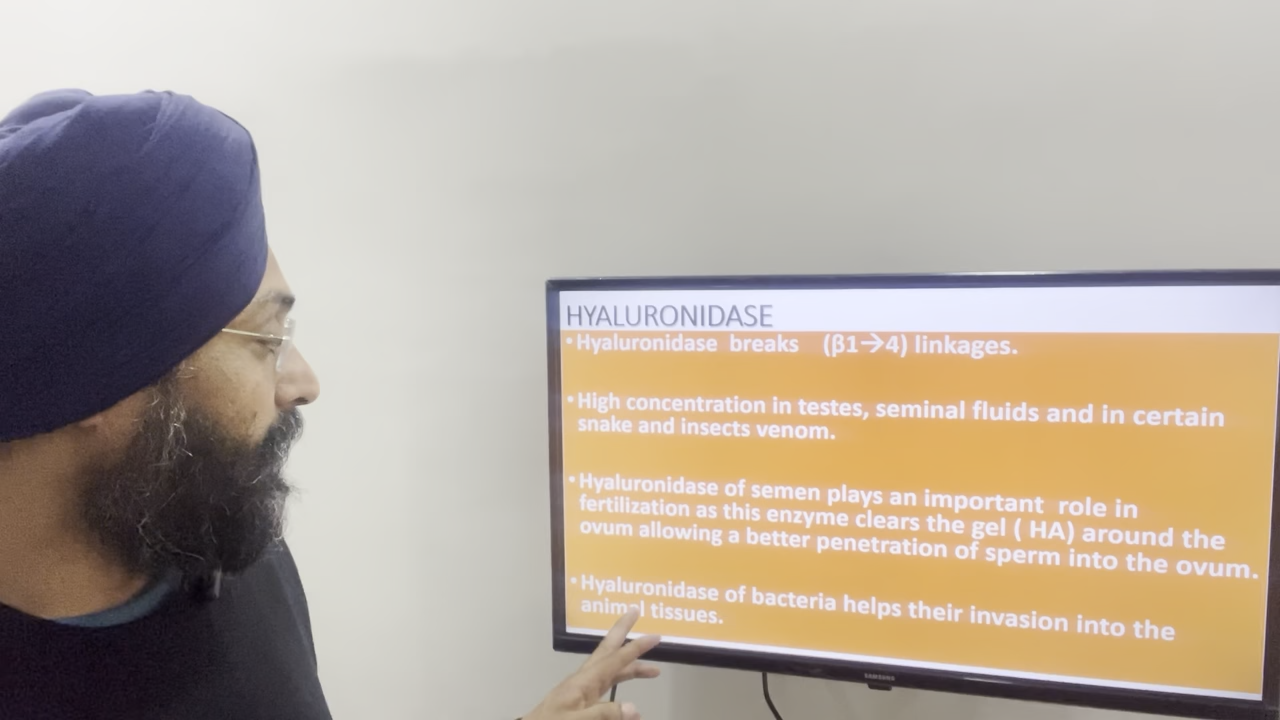 HYALURONIDASE
• Hyaluronidase breaks (β1→4) linkages.
• High concentration in testes, seminal fluids and in certain
snake and insects venom.
• Hyaluronidase of semen plays an important role in
fertilization as this enzyme clears the gel ( HA) around the
ovum allowing a better penetration of sperm into the ovum.
• Hyaluronidase of bacteria helps their invasion into the
animal tissues.
SAMSUNG